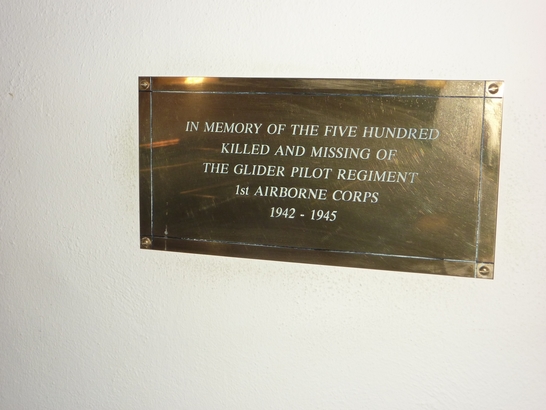 IN MEMORY OF THE FIVE HUNDRED
KILLED AND MISSING OF
THE GLIDER PILOT REGIMENT
1st AIRBORNE CORPS
1942 - 1945